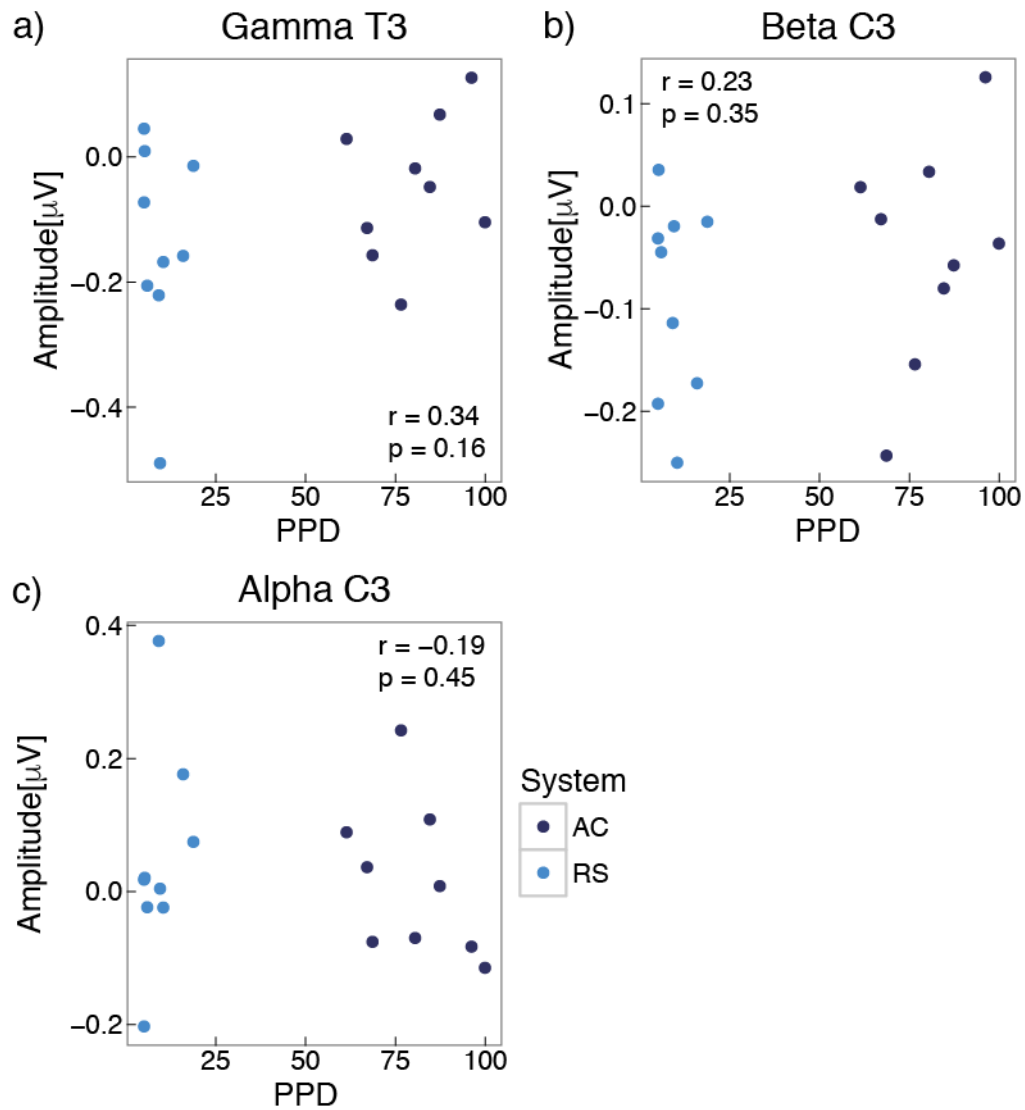 a)
Gamma T3
Amplitude[μV]
0.0
−0.2
−0.4
r = 0.34
p = 0.16
25
50
75
100
PPD
b)
Beta C3
Amplitude[μV]
0.1
0.0
−0.1
−0.2
r = 0.23
p = 0.35
25
50
75
100
PPD
c)
Alpha C3
Amplitude[μV]
0.4
0.2
0.0
−0.2
r = −0.19
p = 0.45
25
50
75
100
PPD
System
AC
RS